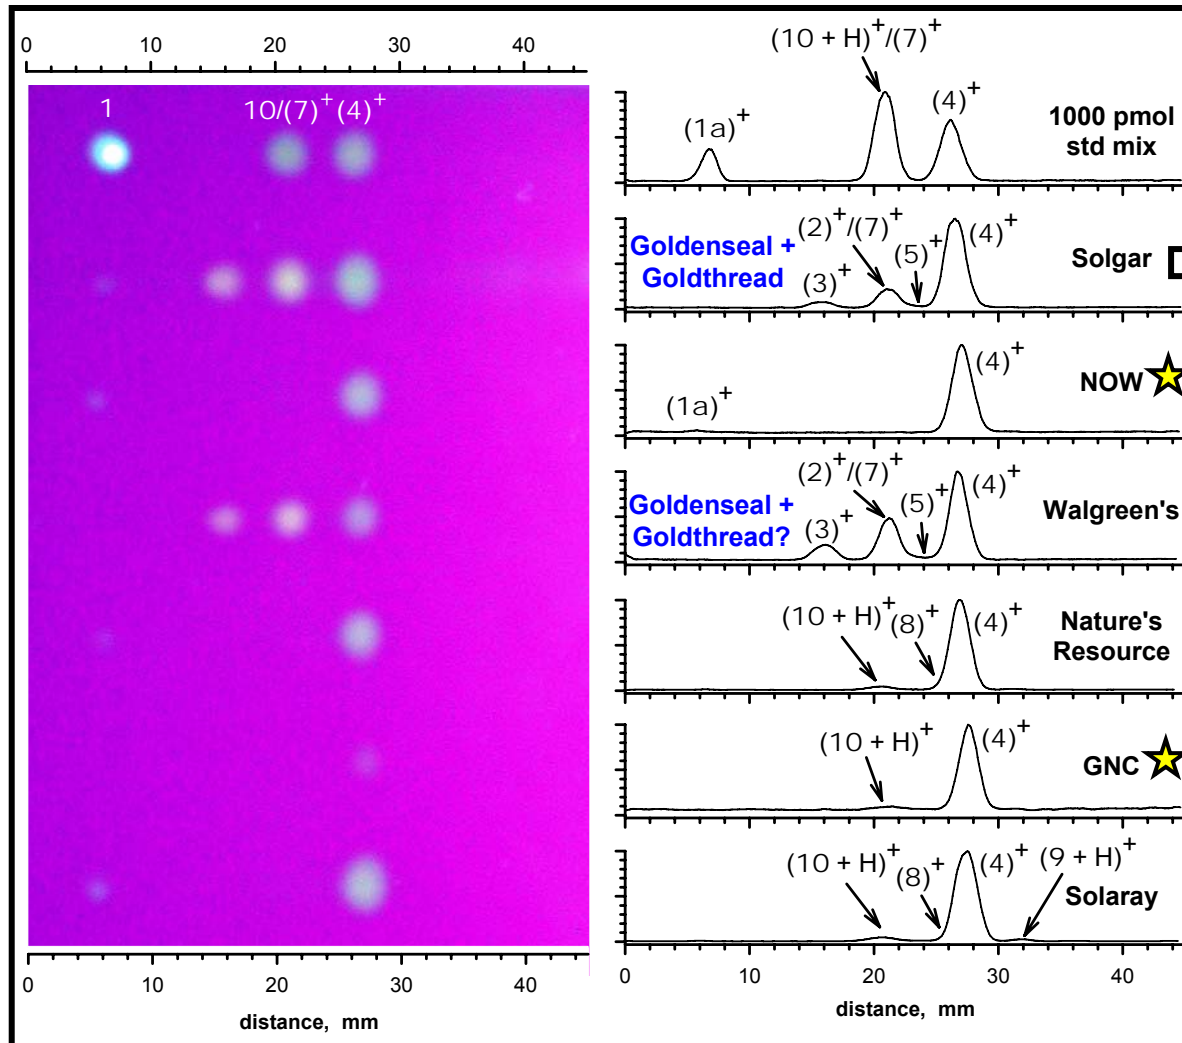 0 10 20 30 40
1 10/(7)+ (4)+
0 10 20 30 40
distance, mm
(10 + H)+/(7)+
(1a)+
(4)+
1000 pmol
std mix
Goldenseal +
Goldthread
(2)+/(7)+
(3)+
(5)+
(4)+
Solgar
(1a)+
(4)+
NOW
Goldenseal +
Goldthread?
(2)+/(7)+
(3)+
(5)+
(4)+
Walgreen's
(10 + H)+
(8)+
(4)+
Nature's
Resource
(10 + H)+
(4)+
GNC
(10 + H)+
(8)+
(4)+
(9 + H)+
Solaray
0 10 20 30 40
distance, mm